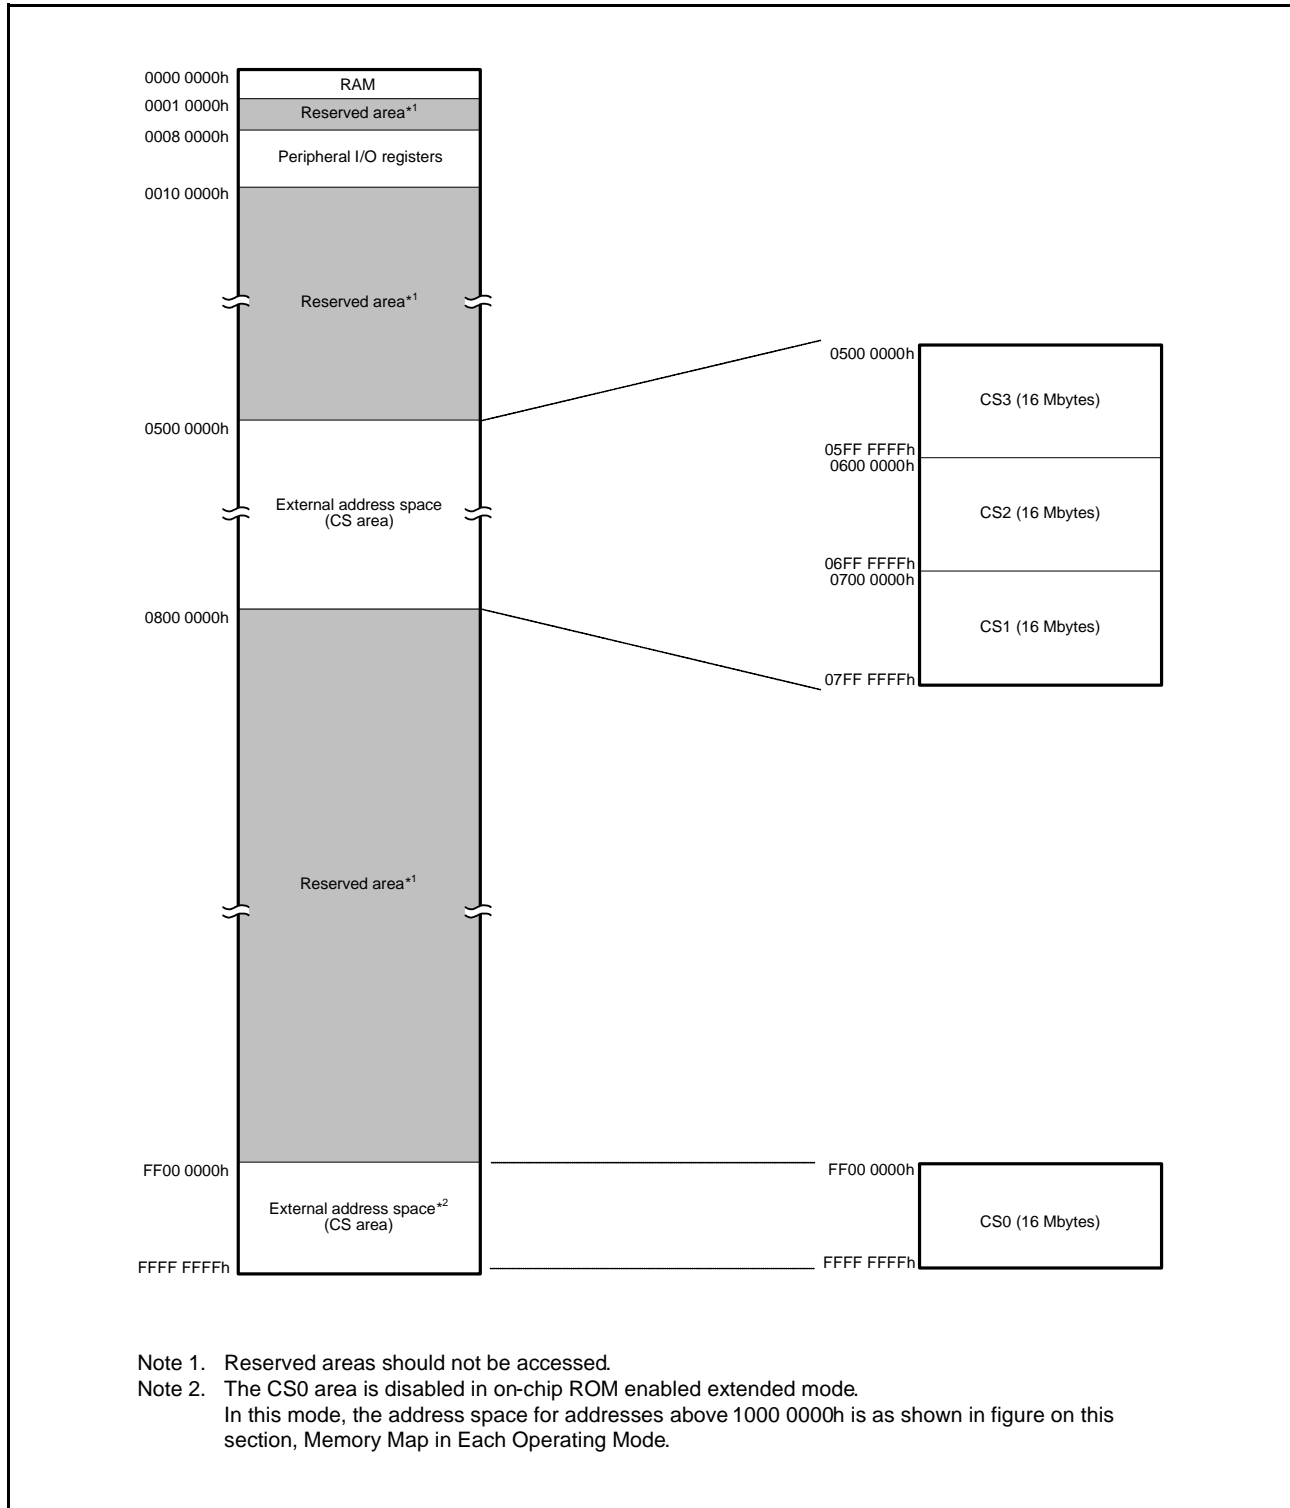 0000 0000h
RAM
0001 0000h
Reserved area*1
0008 0000h
Peripheral I/O registers
0010 0000h
Reserved area*1
0500 0000h
External address space
(CS area)
0800 0000h
Reserved area*1
FF00 0000h
External address space*2
(CS area)
FFFF FFFFh
0500 0000h
CS3 (16 Mbytes)
05FF FFFFh
0600 0000h
CS2 (16 Mbytes)
06FF FFFFh
0700 0000h
CS1 (16 Mbytes)
07FF FFFFh
FF00 0000h
CS0 (16 Mbytes)
FFFF FFFFh
Note 1. Reserved areas should not be accessed.
Note 2. The CS0 area is disabled in on-chip ROM enabled extended mode.
In this mode, the address space for addresses above 1000 0000h is as shown in figure on this
section, Memory Map in Each Operating Mode.